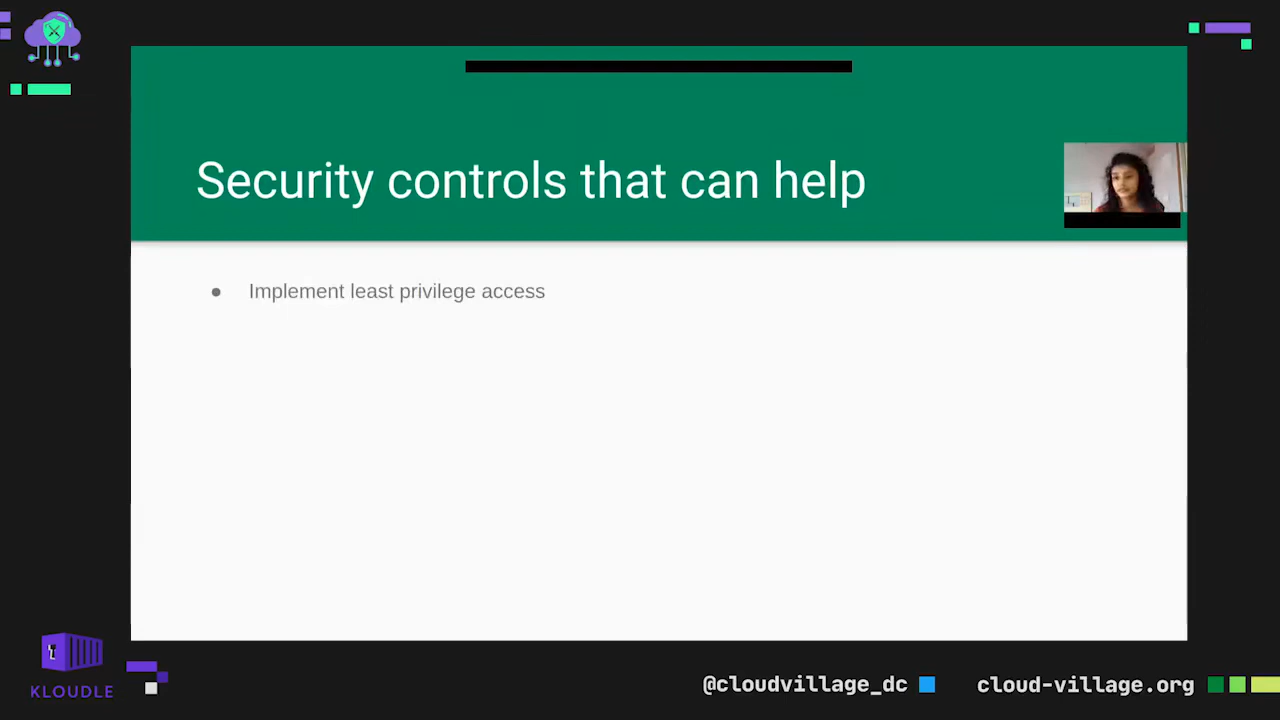 Security controls that can help
● Implement least privilege access
KLOUDLE
@cloudvillage_dc
cloud-village.org